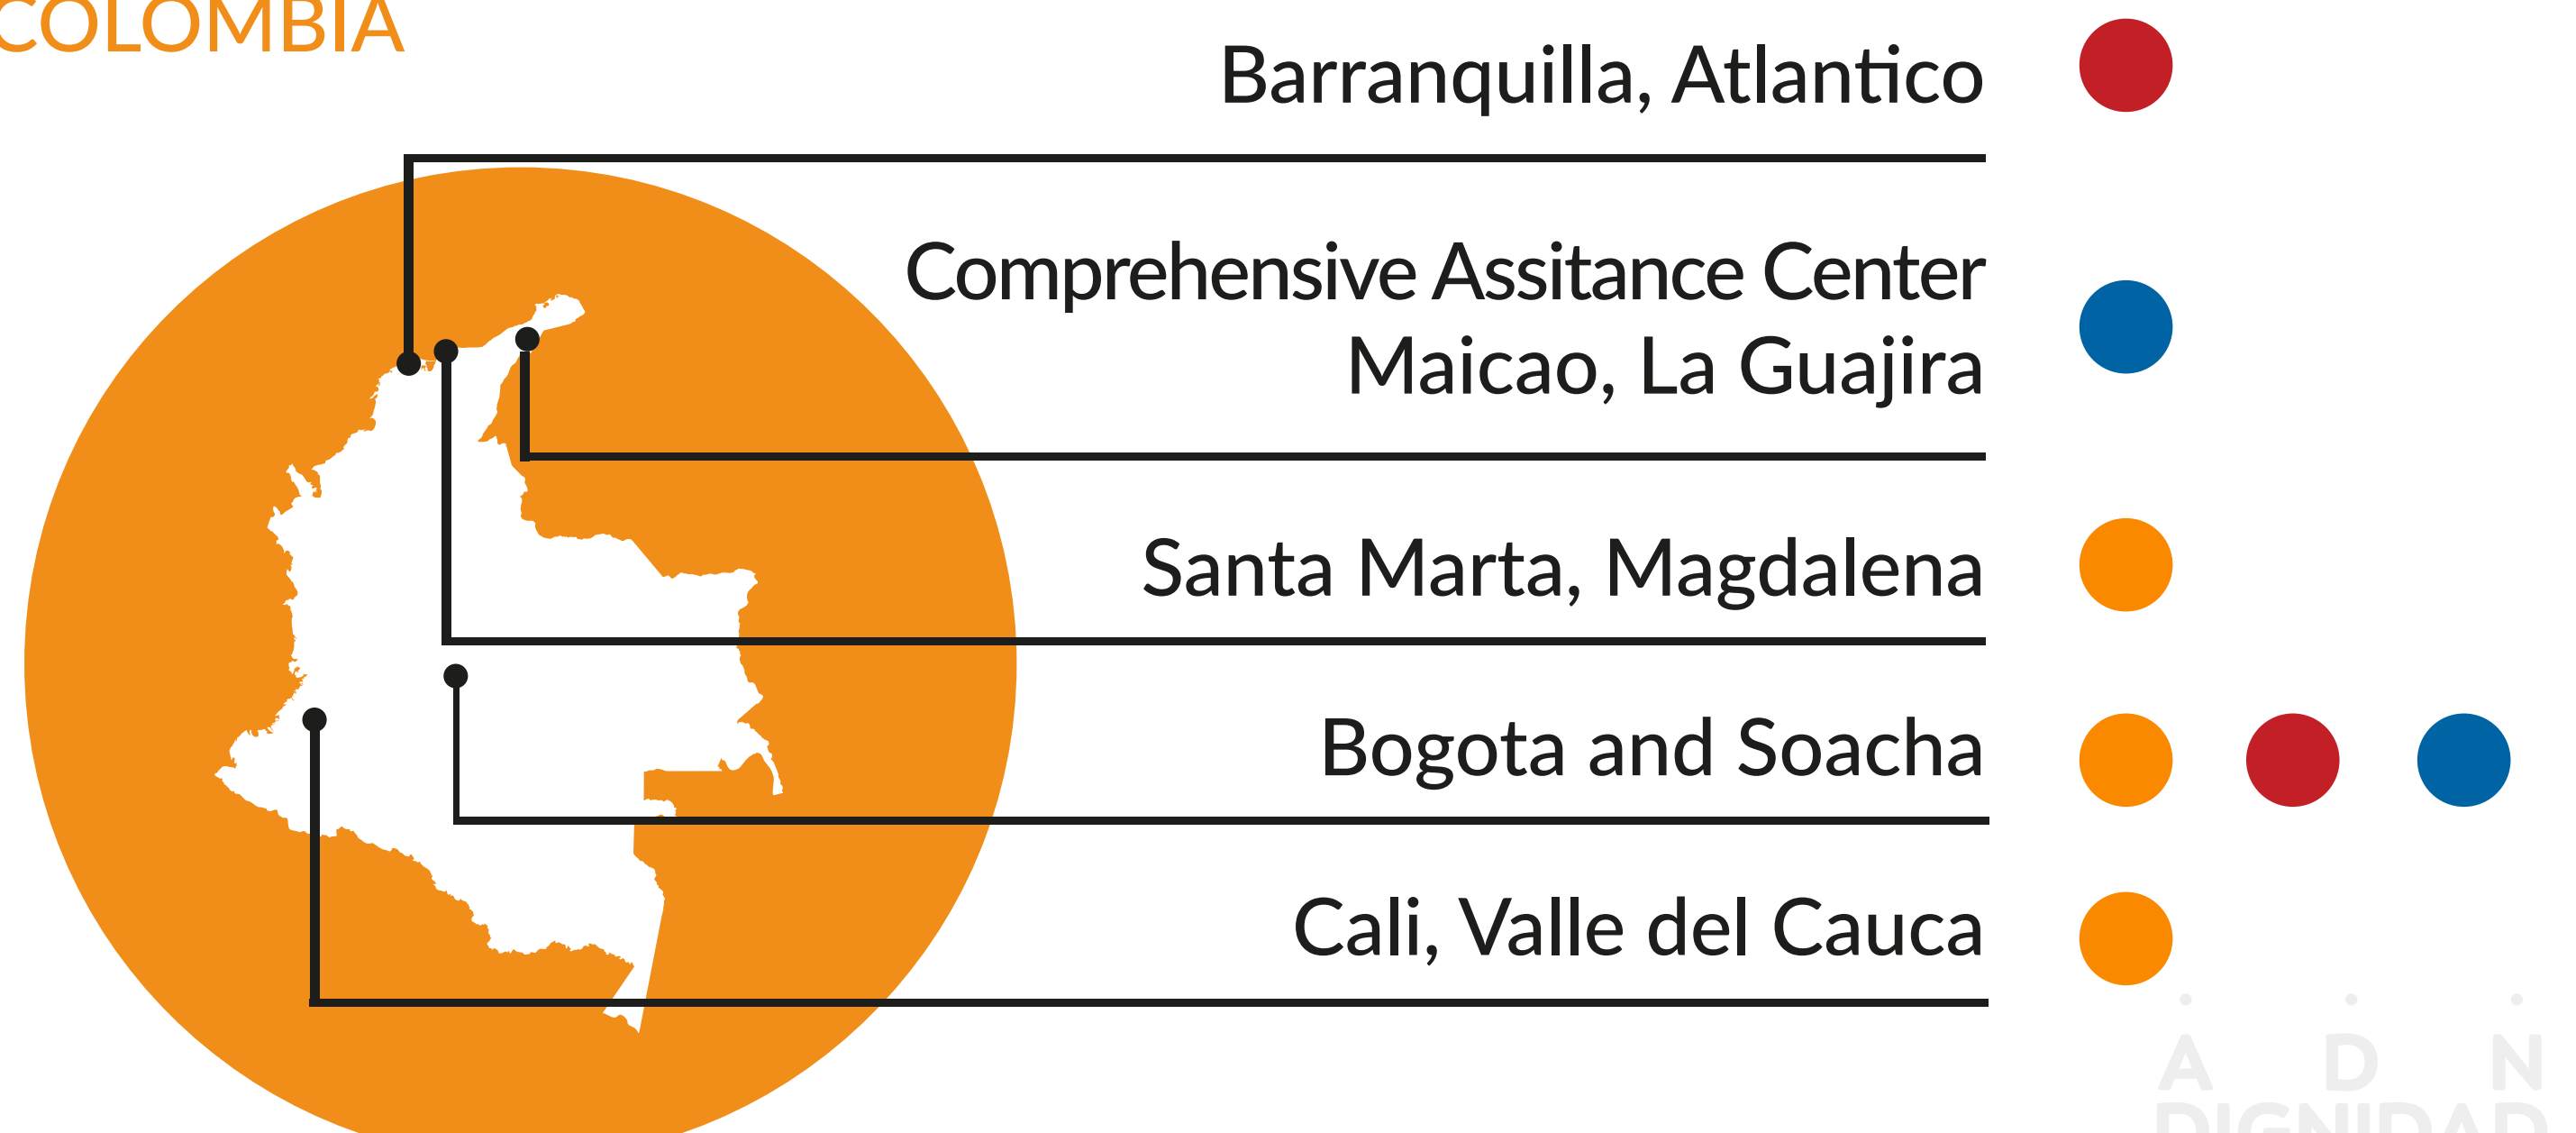 COLOMBIA
Barranquilla, Atlantico
Comprehensive Assitance Center
Maicao, La Guajira
Santa Marta, Magdalena
Bogota and Soacha
Cali, Valle del Cauca
A D N
DIGNIDAD